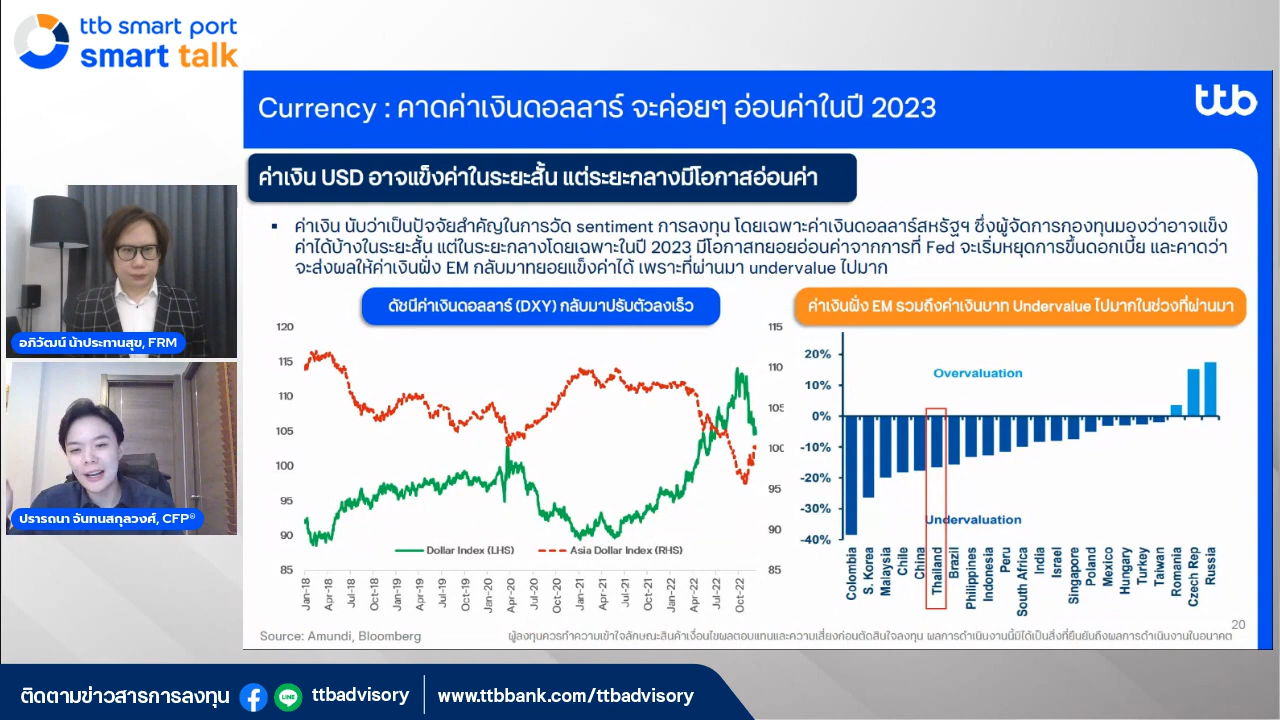 ttb smart port
smart talk
Currency : คาดค่าเงินดอลลาร์ จะค่อยๆ อ่อนค่าในปี 2023
ttb
ค่าเงิน USD อาจแข็งค่าในระยะสั้น แต่ระยะกลางมีโอกาสอ่อนค่า
▪ ค่าเงิน นับว่าเป็นปัจจัยสำคัญในการวัด sentiment การลงทุน โดยเฉพาะค่าเงินดอลลาร์สหรัฐฯ ซึ่งผู้จัดการกองทุนมองว่าอาจแข็ง
ค่าได้บ้างในระยะสั้น แต่ในระยะกลางโดยเฉพาะในปี 2023 มีโอกาสทยอยอ่อนค่าจากการที่ Fed จะเริ่มหยุดการขึ้นดอกเบี้ย และคาดว่า
จะส่งผลให้ค่าเงินฝั่ง EM กลับมาทยอยแข็งค่าได้ เพราะที่ผ่านมา undervalue ไปมาก
ดัชนีค่าเงินดอลลาร์ (DXY) กลับมาปรับตัวลงเร็ว
120
115
110
105
100
95
90
85
115
110
105
100
95
90
85
Dollar Index (LHS)
Asia Dollar Index (RHS)
Jan-18
Apr-18
Jul-18
Oct-18
Jan-19
Apr-19
Jul-19
Oct-19
Jan-20
Apr-20
Jul-20
Oct-20
Jan-21
Apr-21
Jul-21
Oct-21
Jan-22
Apr-22
Jul-22
Oct-22
ค่าเงินฝั่ง EM รวมถึงค่าเงินบาท Undervalue ไปมากในช่วงที่ผ่านมา
20%
10%
0%
-10%
-20%
-30%
-40%
Overvaluation
Undervaluation
Colombia
S. Korea
Malaysia
Chile
China
Thailand
Brazil
Philippines
Indonesia
Peru
South Africa
India
Israel
Singapore
Poland
Mexico
Hungary
Turkey
Taiwan
Romania
Czech Rep
Russia
20
Source: Amundi, Bloomberg
ผู้ลงทุนควรทำความเข้าใจลักษณะสินค้าเงื่อนไขผลตอบแทนและความเสี่ยงก่อนตัดสินใจลงทุน ผลการดำเนินงานนี้มิได้เป็นสิ่งที่ยืนยันถึงผลการดำเนินงานในอนาคต
อภิวัฒน์ น้าประทานสุข, FRM
ปรารถนา จันทนสกุลวงศ์, CFP®
ติดตามข่าวสารการลงทุน
LINE
ttbadvisory
www.ttbbank.com/ttbadvisory